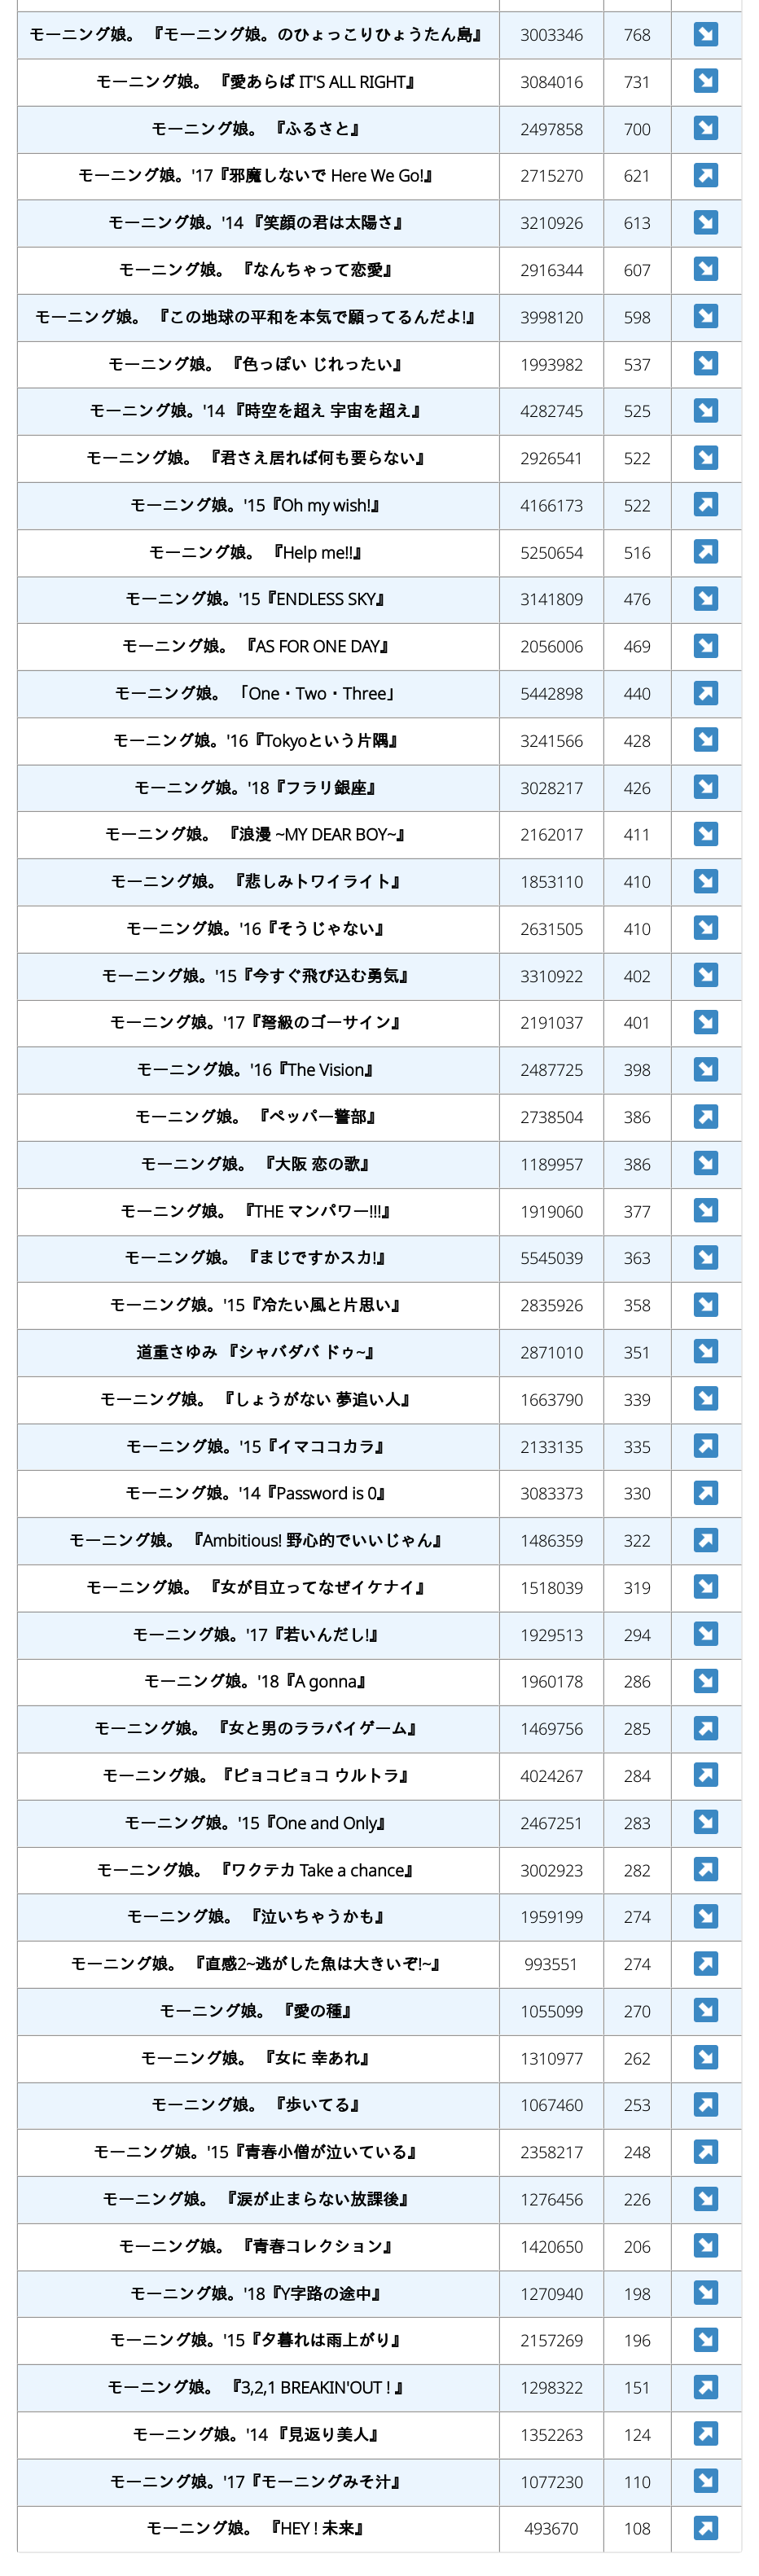 モーニング娘。 『モーニング娘。のひょっこりひょうたん島』 3003346 768 ↘
モーニング娘。 『愛あらば IT'S ALL RIGHT』 3084016 731 ↘
モーニング娘。 『ふるさと』 2497858 700 ↘
モーニング娘。'17『邪魔しないで Here We Go!』 2715270 621 ↗
モーニング娘。'14 『笑顔の君は太陽さ』 3210926 613 ↘
モーニング娘。 『なんちゃって恋愛』 2916344 607 ↘
モーニング娘。 『この地球の平和を本気で願ってるんだよ!』 3998120 598 ↘
モーニング娘。 『色っぽい じれったい』 1993982 537 ↘
モーニング娘。'14 『時空を超え 宇宙を超え』 4282745 525 ↘
モーニング娘。 『君さえ居れば何も要らない』 2926541 522 ↘
モーニング娘。'15『Oh my wish!』 4166173 522 ↗
モーニング娘。 『Help me!!』 5250654 516 ↗
モーニング娘。'15『ENDLESS SKY』 3141809 476 ↘
モーニング娘。 『AS FOR ONE DAY』 2056006 469 ↘
モーニング娘。 「One・Two・Three」 5442898 440 ↗
モーニング娘。'16『Tokyoという片隅』 3241566 428 ↘
モーニング娘。'18『フラリ銀座』 3028217 426 ↘
モーニング娘。 『浪漫 ~MY DEAR BOY~』 2162017 411 ↘
モーニング娘。 『悲しみトワイライト』 1853110 410 ↘
モーニング娘。'16『そうじゃない』 2631505 410 ↘
モーニング娘。'15『今すぐ飛び込む勇気』 3310922 402 ↘
モーニング娘。'17『弩級のゴーサイン』 2191037 401 ↘
モーニング娘。'16『The Vision』 2487725 398 ↘
モーニング娘。 『ペッパー警部』 2738504 386 ↗
モーニング娘。 『大阪 恋の歌』 1189957 386 ↘
モーニング娘。 『THE マンパワー!!!』 1919060 377 ↘
モーニング娘。 『まじですかスカ!』 5545039 363 ↘
モーニング娘。'15『冷たい風と片思い』 2835926 358 ↘
道重さゆみ 『シャバダバ ドゥ~』 2871010 351 ↘
モーニング娘。 『しょうがない 夢追い人』 1663790 339 ↘
モーニング娘。'15『イマココカラ』 2133135 335 ↗
モーニング娘。'14『Password is 0』 3083373 330 ↗
モーニング娘。 『Ambitious! 野心的でいいじゃん』 1486359 322 ↗
モーニング娘。 『女が目立ってなぜイケナイ』 1518039 319 ↘
モーニング娘。'17『若いんだし!』 1929513 294 ↘
モーニング娘。'18『A gonna』 1960178 286 ↘
モーニング娘。 『女と男のララバイゲーム』 1469756 285 ↗
モーニング娘。『ピョコピョコ ウルトラ』 4024267 284 ↗
モーニング娘。'15『One and Only』 2467251 283 ↘
モーニング娘。 『ワクテカ Take a chance』 3002923 282 ↗
モーニング娘。 『泣いちゃうかも』 1959199 274 ↘
モーニング娘。 『直感2~逃がした魚は大きいぞ!~』 993551 274 ↗
モーニング娘。 『愛の種』 1055099 270 ↘
モーニング娘。 『女に 幸あれ』 1310977 262 ↘
モーニング娘。 『歩いてる』 1067460 253 ↗
モーニング娘。'15『青春小僧が泣いている』 2358217 248 ↗
モーニング娘。 『涙が止まらない放課後』 1276456 226 ↘
モーニング娘。 『青春コレクション』 1420650 206 ↘
モーニング娘。'18『Y字路の途中』 1270940 198 ↘
モーニング娘。'15『夕暮れは雨上がり』 2157269 196 ↘
モーニング娘。 『3,2,1 BREAKIN'OUT ! 』 1298322 151 ↗
モーニング娘。'14 『見返り美人』 1352263 124 ↗
モーニング娘。'17『モーニングみそ汁』 1077230 110 ↘
モーニング娘。 『HEY ! 未来』 493670 108 ↗